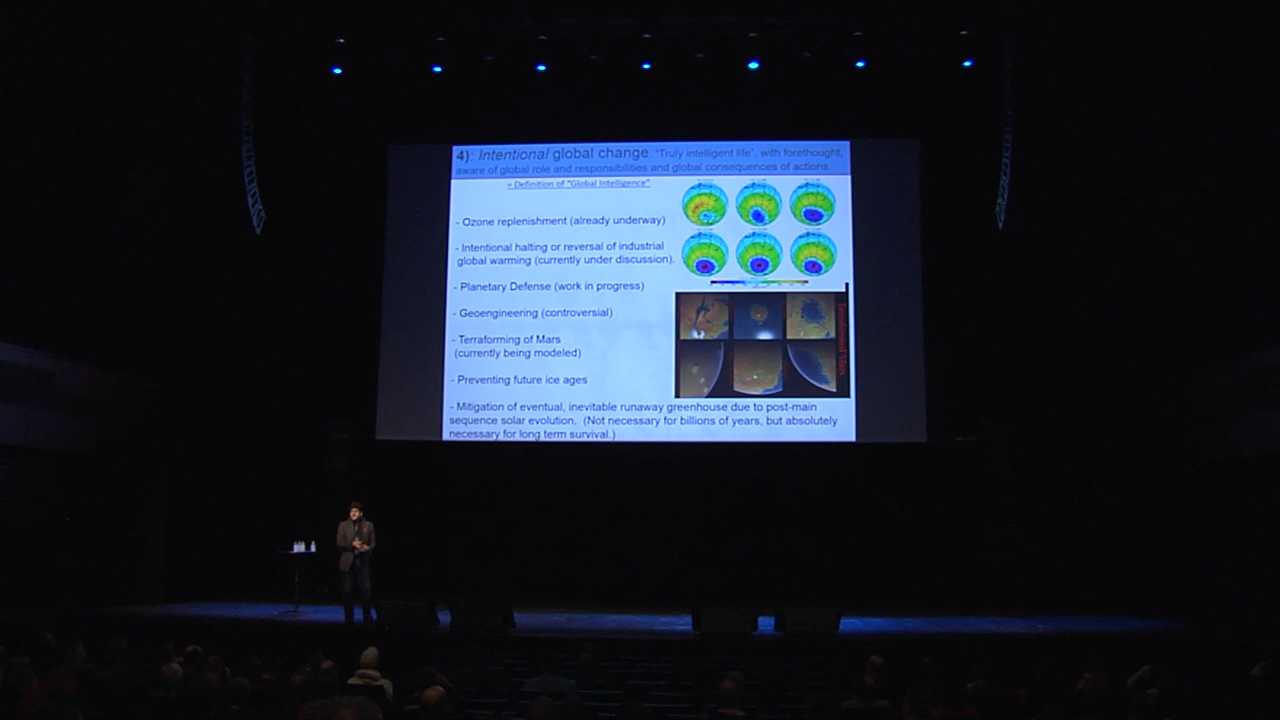 4): Intentional global change. "Truly intelligent life", with forethought,
aware of global role and responsibilities and global consequences of actions.
= Definition of "Global Intelligence"
- Ozone replenishment (already underway)
- Intentional halting or reversal of industrial
global warming (currently under discussion).
- Planetary Defense (work in progress)
- Geoengineering (controversial)
- Terraforming of Mars
(currently being modeled)
- Preventing future ice ages
- Mitigation of eventual, inevitable runaway greenhouse due to post-main
sequence solar evolution. (Not necessary for billions of years, but absolutely
necessary for long term survival.)